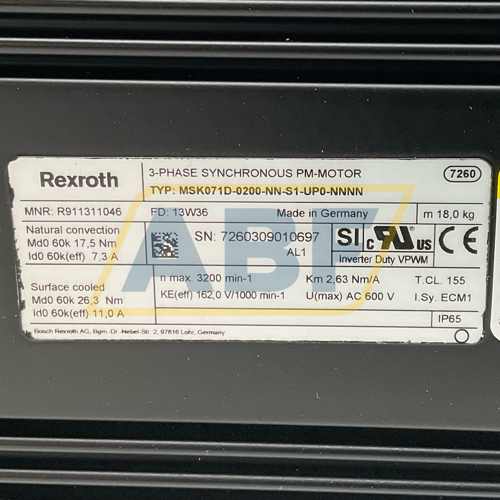 Rexroth
3-PHASE SYNCHRONOUS PM-MOTOR
7260
TYP: MSK071D-0200-NN-S1-UP0-NNNN
MNR: R911311046 FD: 13W36 Made in Germany m 18,0 kg
Natural convection
Md0 60k 17,5 Nm
Id0 60k(eff) 7,3 A
SN: 7260309010697
AL1
SI c RU US CE
Inverter Duty VPWM
Surface cooled
Md0 60k 26,3 Nm
Id0 60k(eff) 11,0 A
n max. 3200 min-1 Km 2,63 Nm/A T.CL. 155
KE(eff) 162,0 V/1000 min-1 U(max) AC 600 V I.Sy. ECM1
Bosch Rexroth AG, Bgm.-Dr.-Nebel-Str. 2, 97816 Lohr, Germany
IP65
ABF